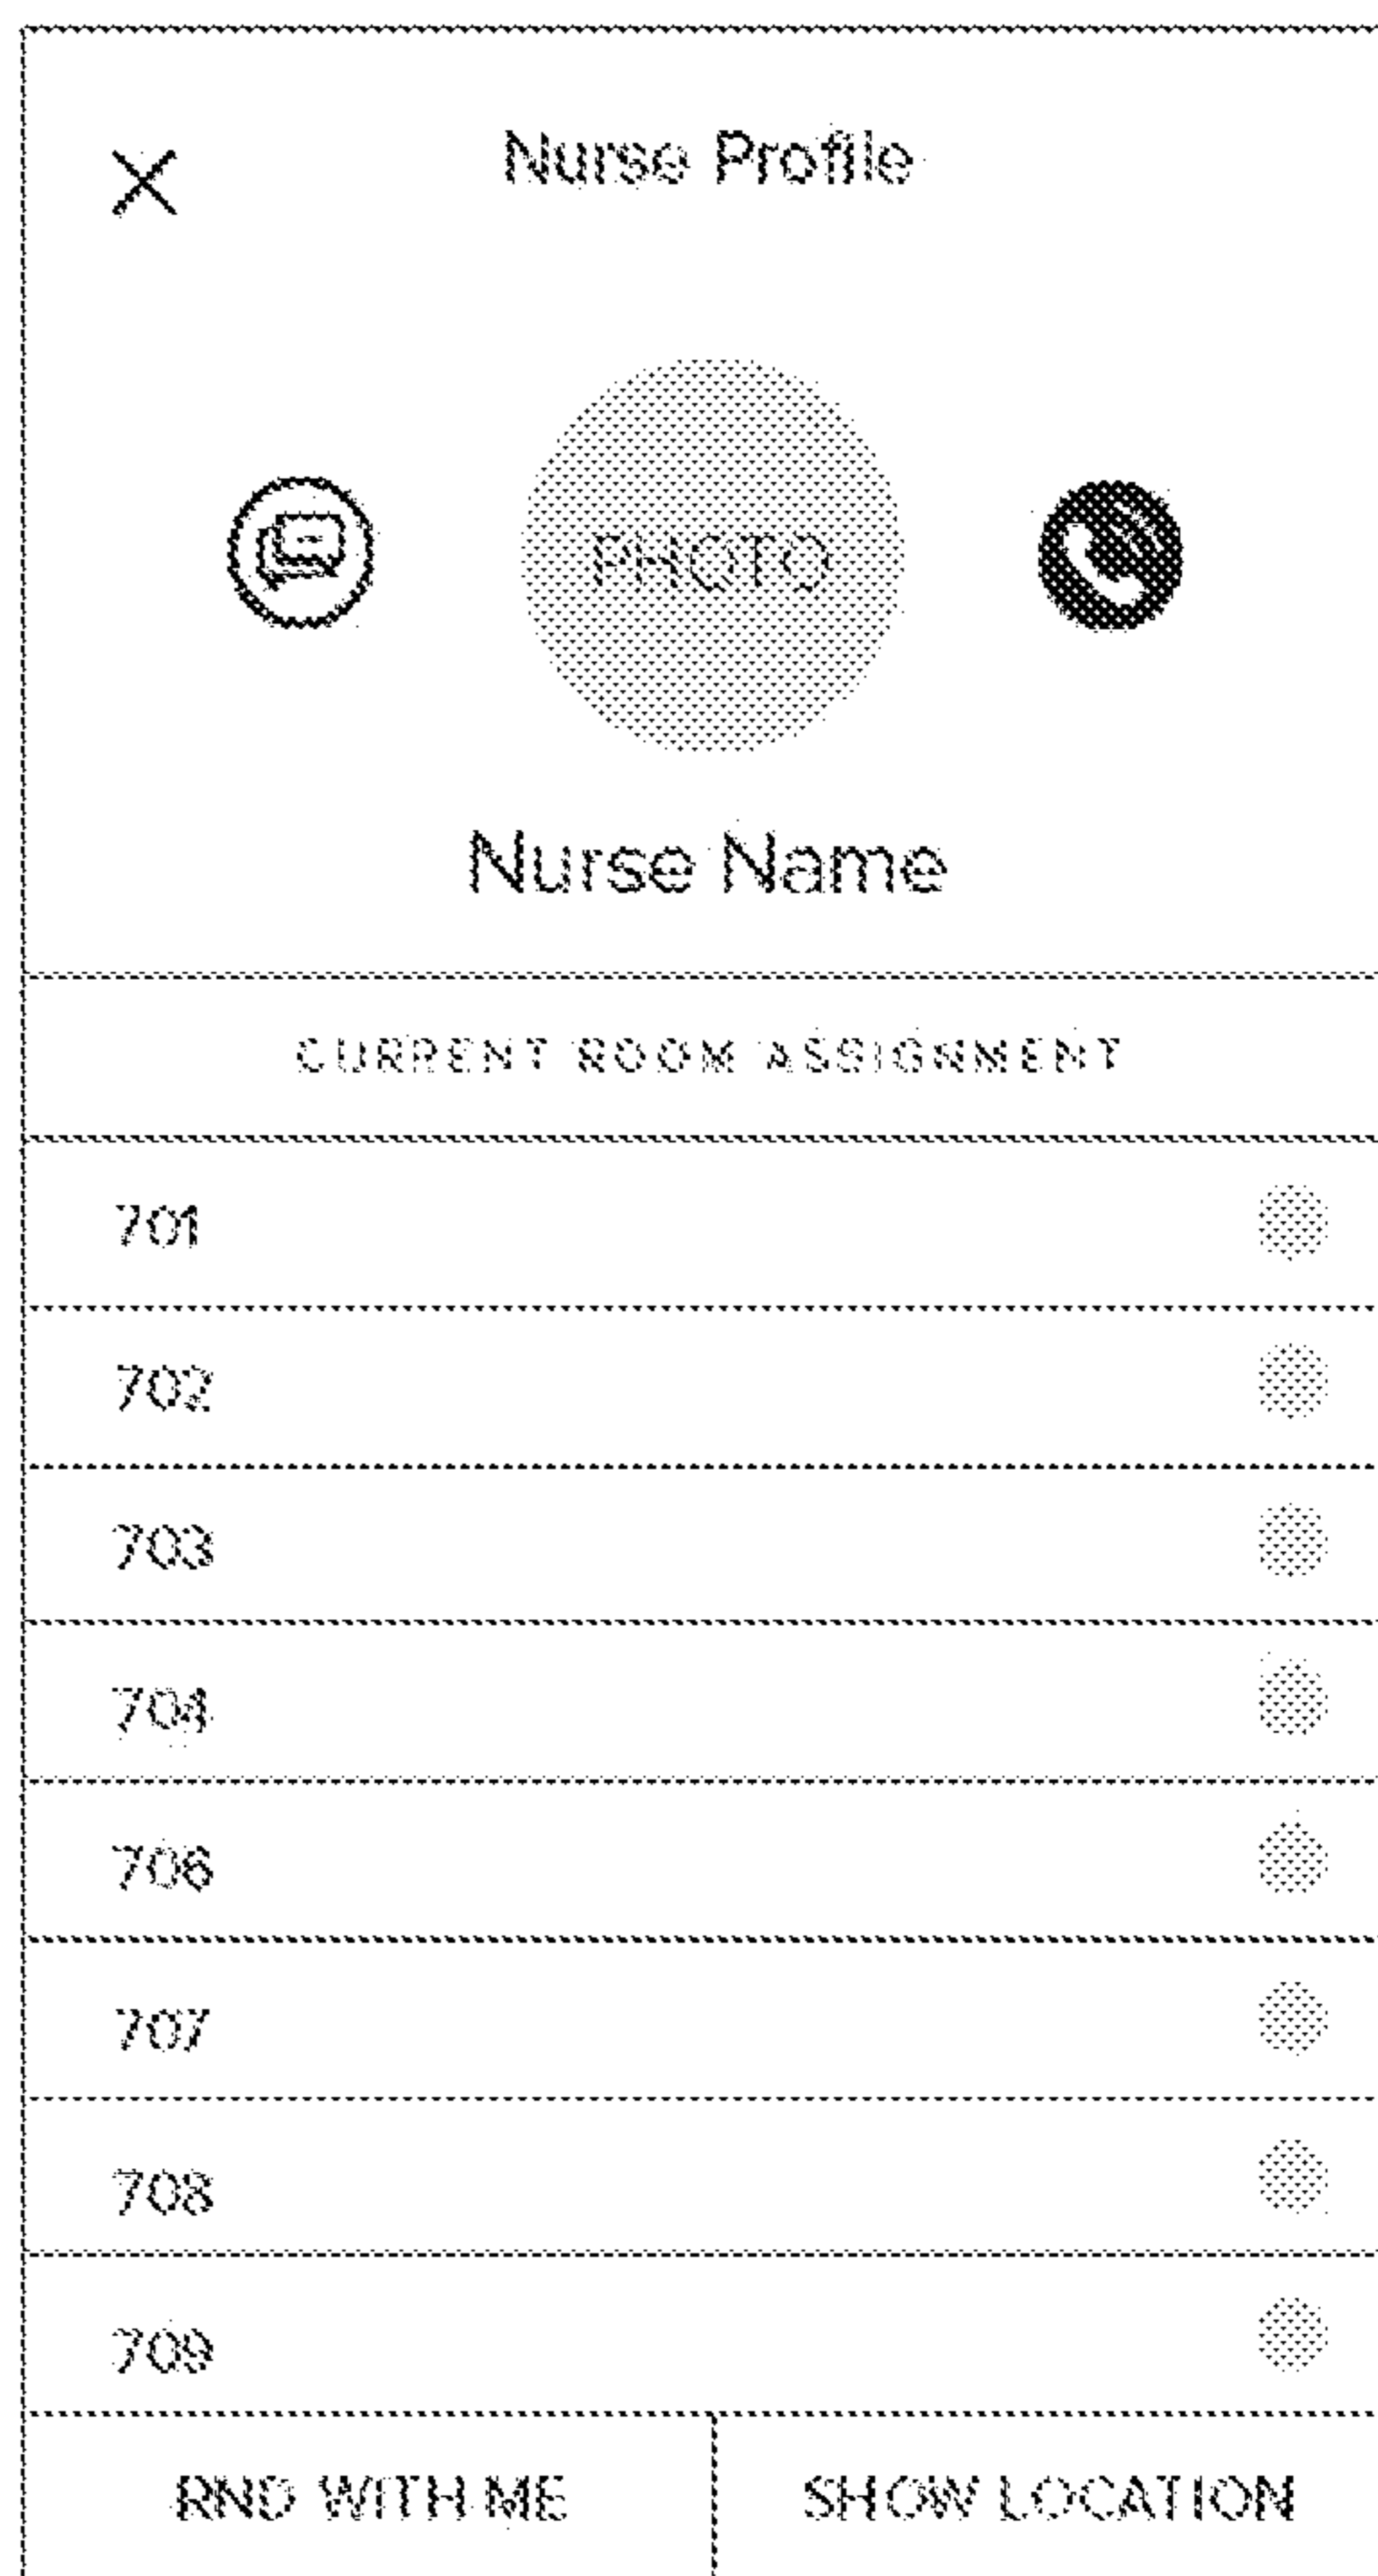 Nurse Profile
PHOTO
Nurse Name
CURRENT ROOM ASSIGNMENT
701
702
703
704
706
707
708
709
RND WITH ME SHOW LOCATION